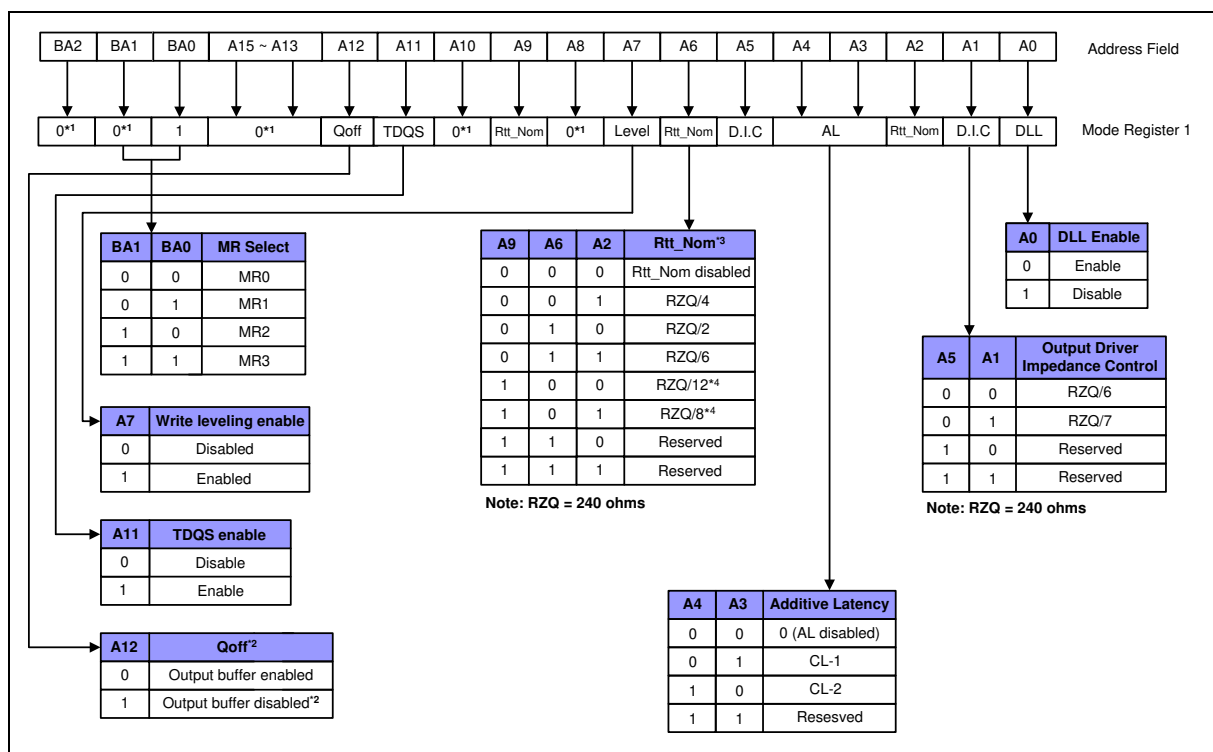 BA2 BA1 BA0 A15 ~ A13 A12 A11 A10 A9 A8 A7 A6 A5 A4 A3 A2 A1 A0 Address Field
0*1 0*1 1 0*1 Qoff TDQS 0*1 Rtt_Nom 0*1 Level Rtt_Nom D.I.C AL Rtt_Nom D.I.C DLL Mode Register 1
BA1 BA0 MR Select
0 0 MR0
0 1 MR1
1 0 MR2
1 1 MR3
A7 Write leveling enable
0 Disabled
1 Enabled
A11 TDQS enable
0 Disable
1 Enable
A12 Qoff*2
0 Output buffer enabled
1 Output buffer disabled*2
A9 A6 A2 Rtt_Nom*3
0 0 0 Rtt_Nom disabled
0 0 1 RZQ/4
0 1 0 RZQ/2
0 1 1 RZQ/6
1 0 0 RZQ/12*4
1 0 1 RZQ/8*4
1 1 0 Reserved
1 1 1 Reserved
Note: RZQ = 240 ohms
A4 A3 Additive Latency
0 0 0 (AL disabled)
0 1 CL-1
1 0 CL-2
1 1 Resesved
A0 DLL Enable
0 Enable
1 Disable
A5 A1 Output Driver
Impedance Control
0 0 RZQ/6
0 1 RZQ/7
1 0 Reserved
1 1 Reserved
Note: RZQ = 240 ohms